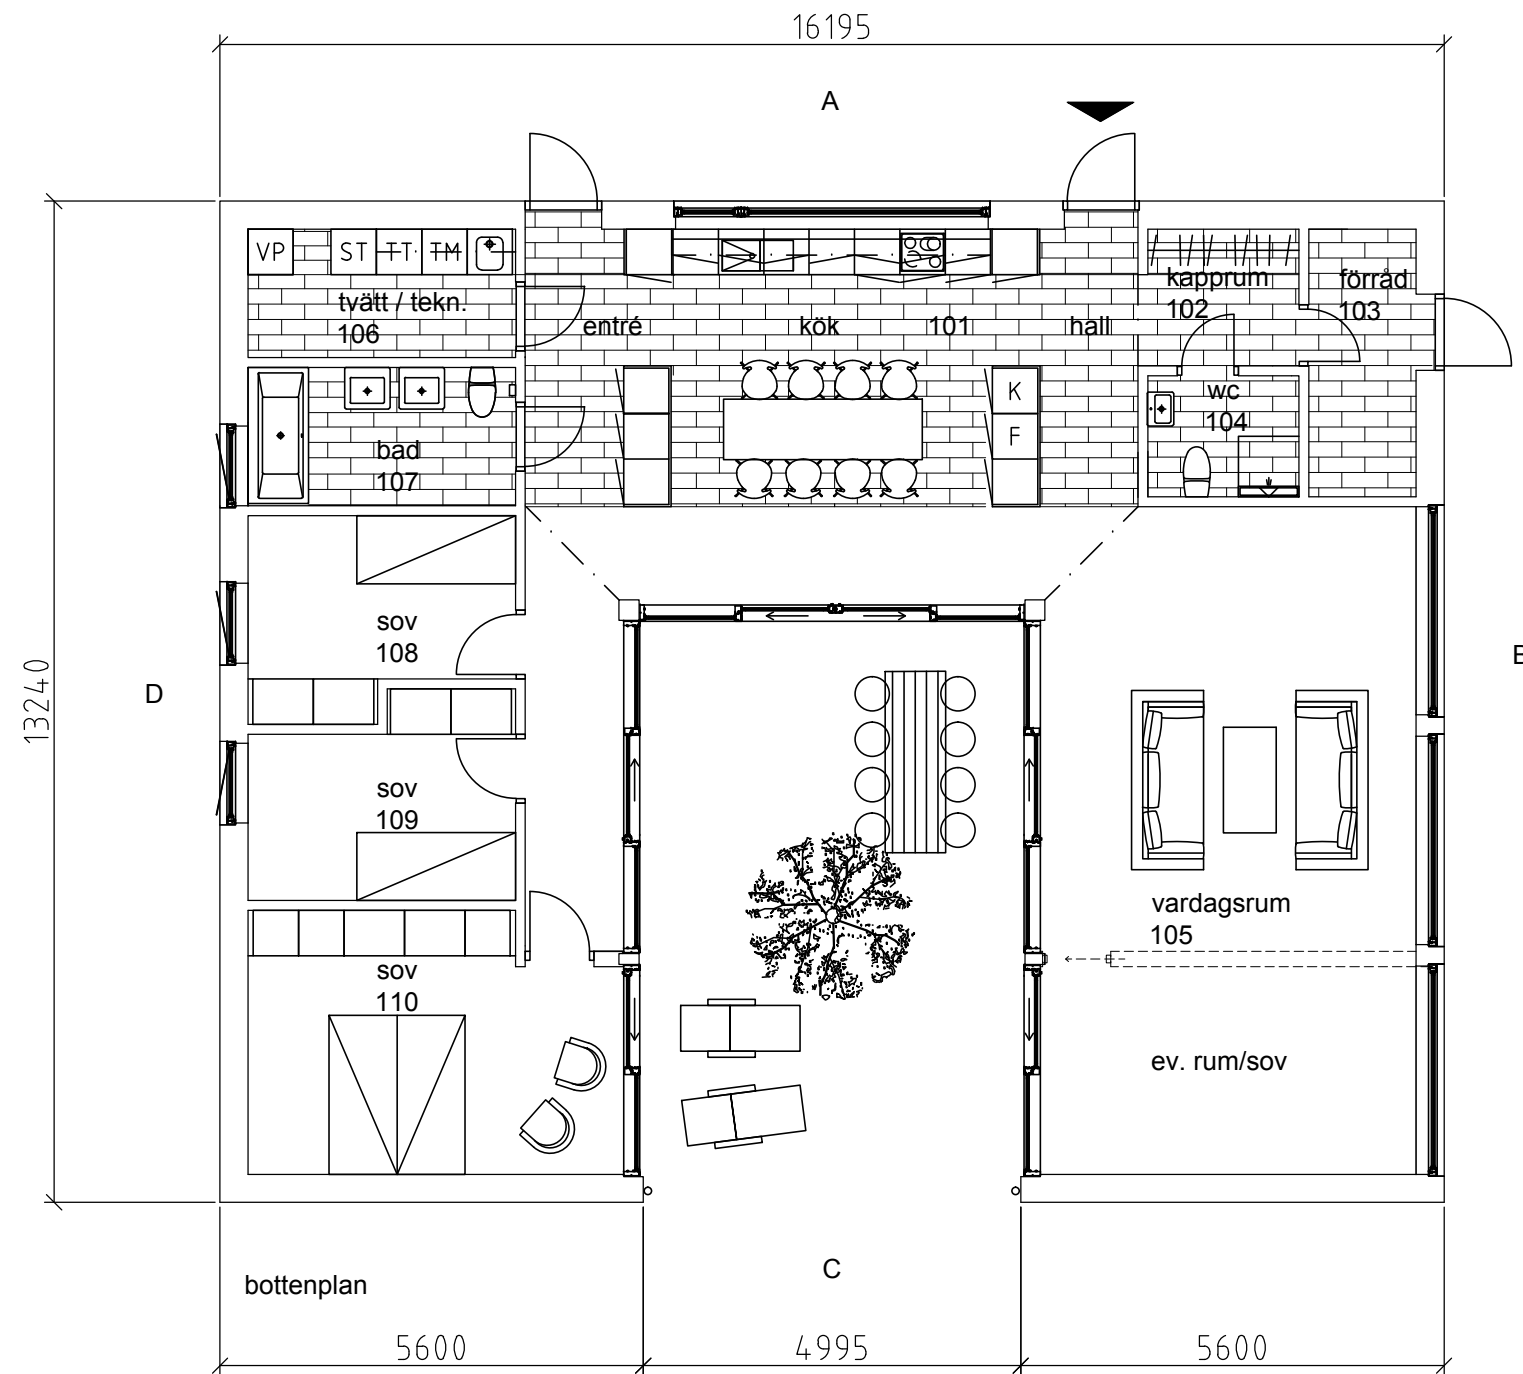 16195
A
VP ST TT TM
tvätt / tekn.
106
entré kök 101 hall
kapprum
102
förråd
103
K
F
wc
104
bad
107
sov
108
13240
D
E
sov
109
vardagsrum
105
sov
110
ev. rum/sov
C
bottenplan
5600 4995 5600